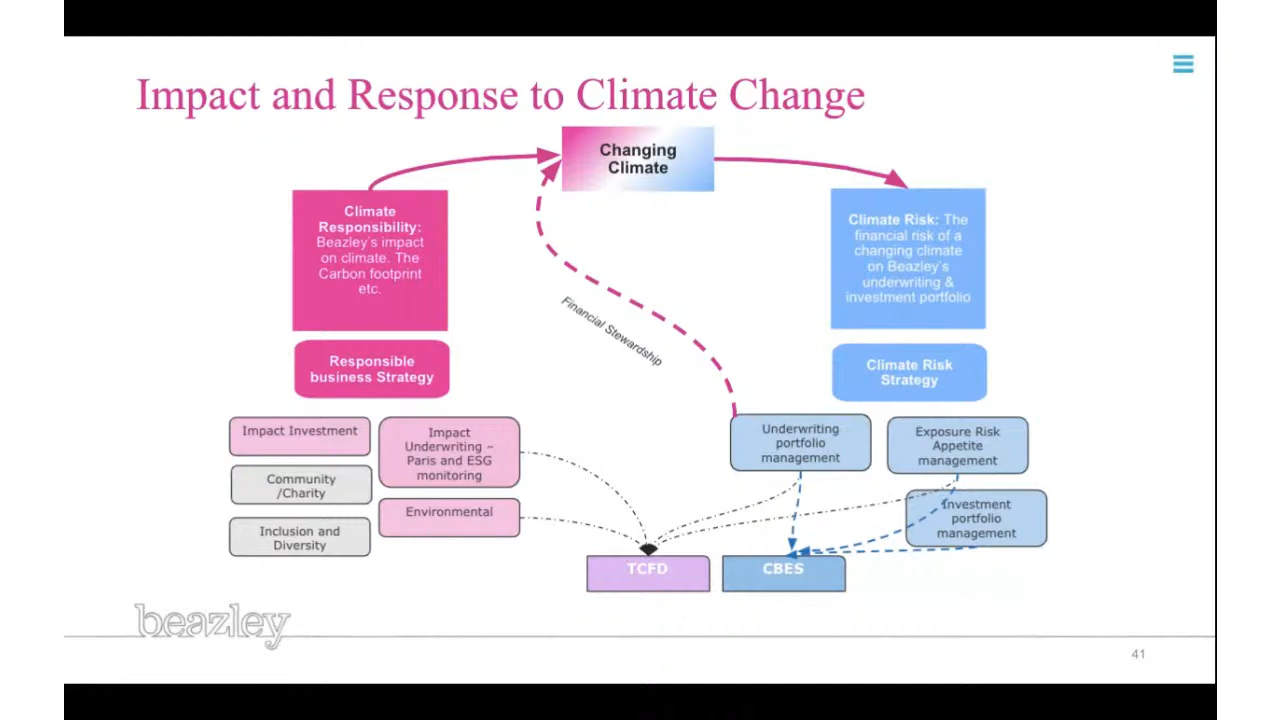 Impact and Response to Climate Change
Changing
Climate
Climate
Responsibility:
Beazley's impact
on climate. The
Carbon footprint
etc.
Climate Risk: The
financial risk of a
changing climate
on Beazley's
underwriting &
investment portfolio
Financial Stewardship
Responsible
business Strategy
Climate Risk
Strategy
Impact Investment
Impact
Underwriting –
Paris and ESG
monitoring
Community
/Charity
Environmental
Inclusion and
Diversity
Underwriting
portfolio
management
Exposure Risk
Appetite
management
Investment
portfolio
management
TCFD
CBES
beazley
41